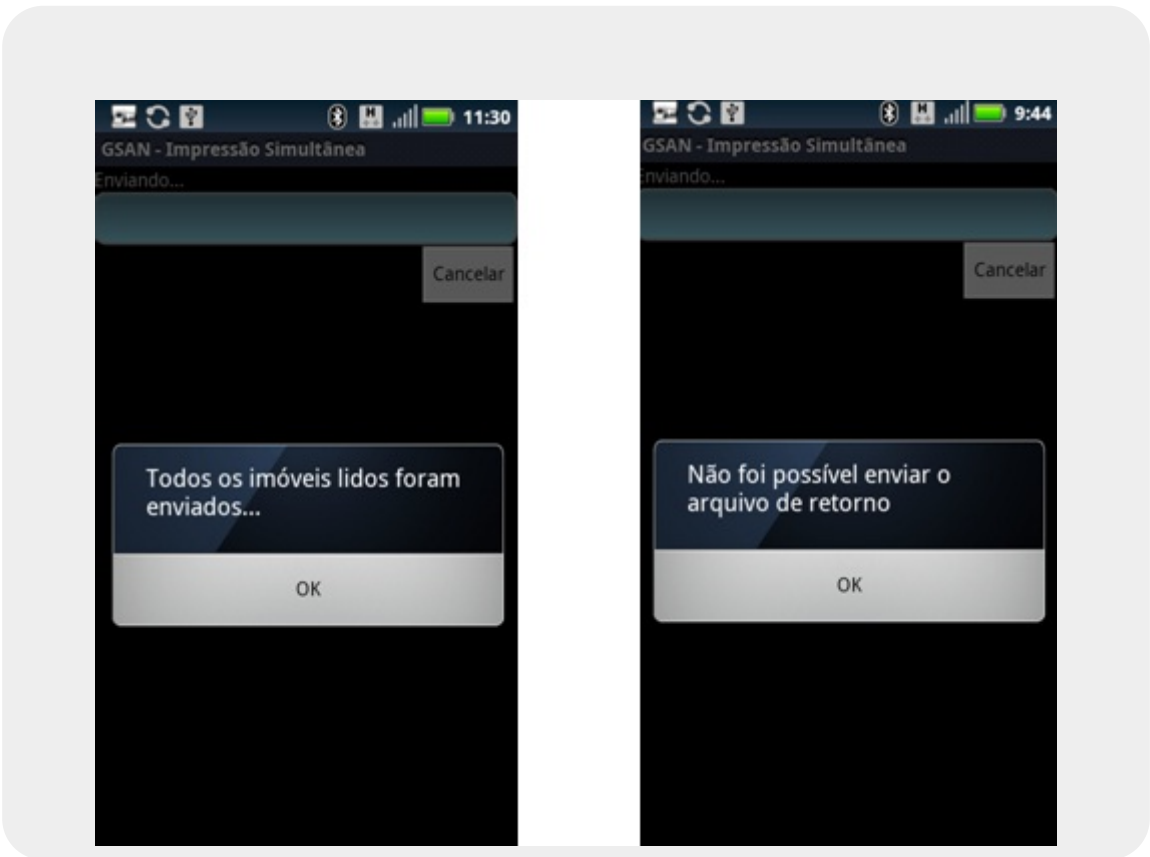 11:30
GSAN - Impressão Simultânea
Enviando...
Cancelar
Todos os imóveis lidos foram
enviados...
OK
9:44
GSAN - Impressão Simultânea
nviando...
Cancelar
Não foi possível enviar o
arquivo de retorno
OK